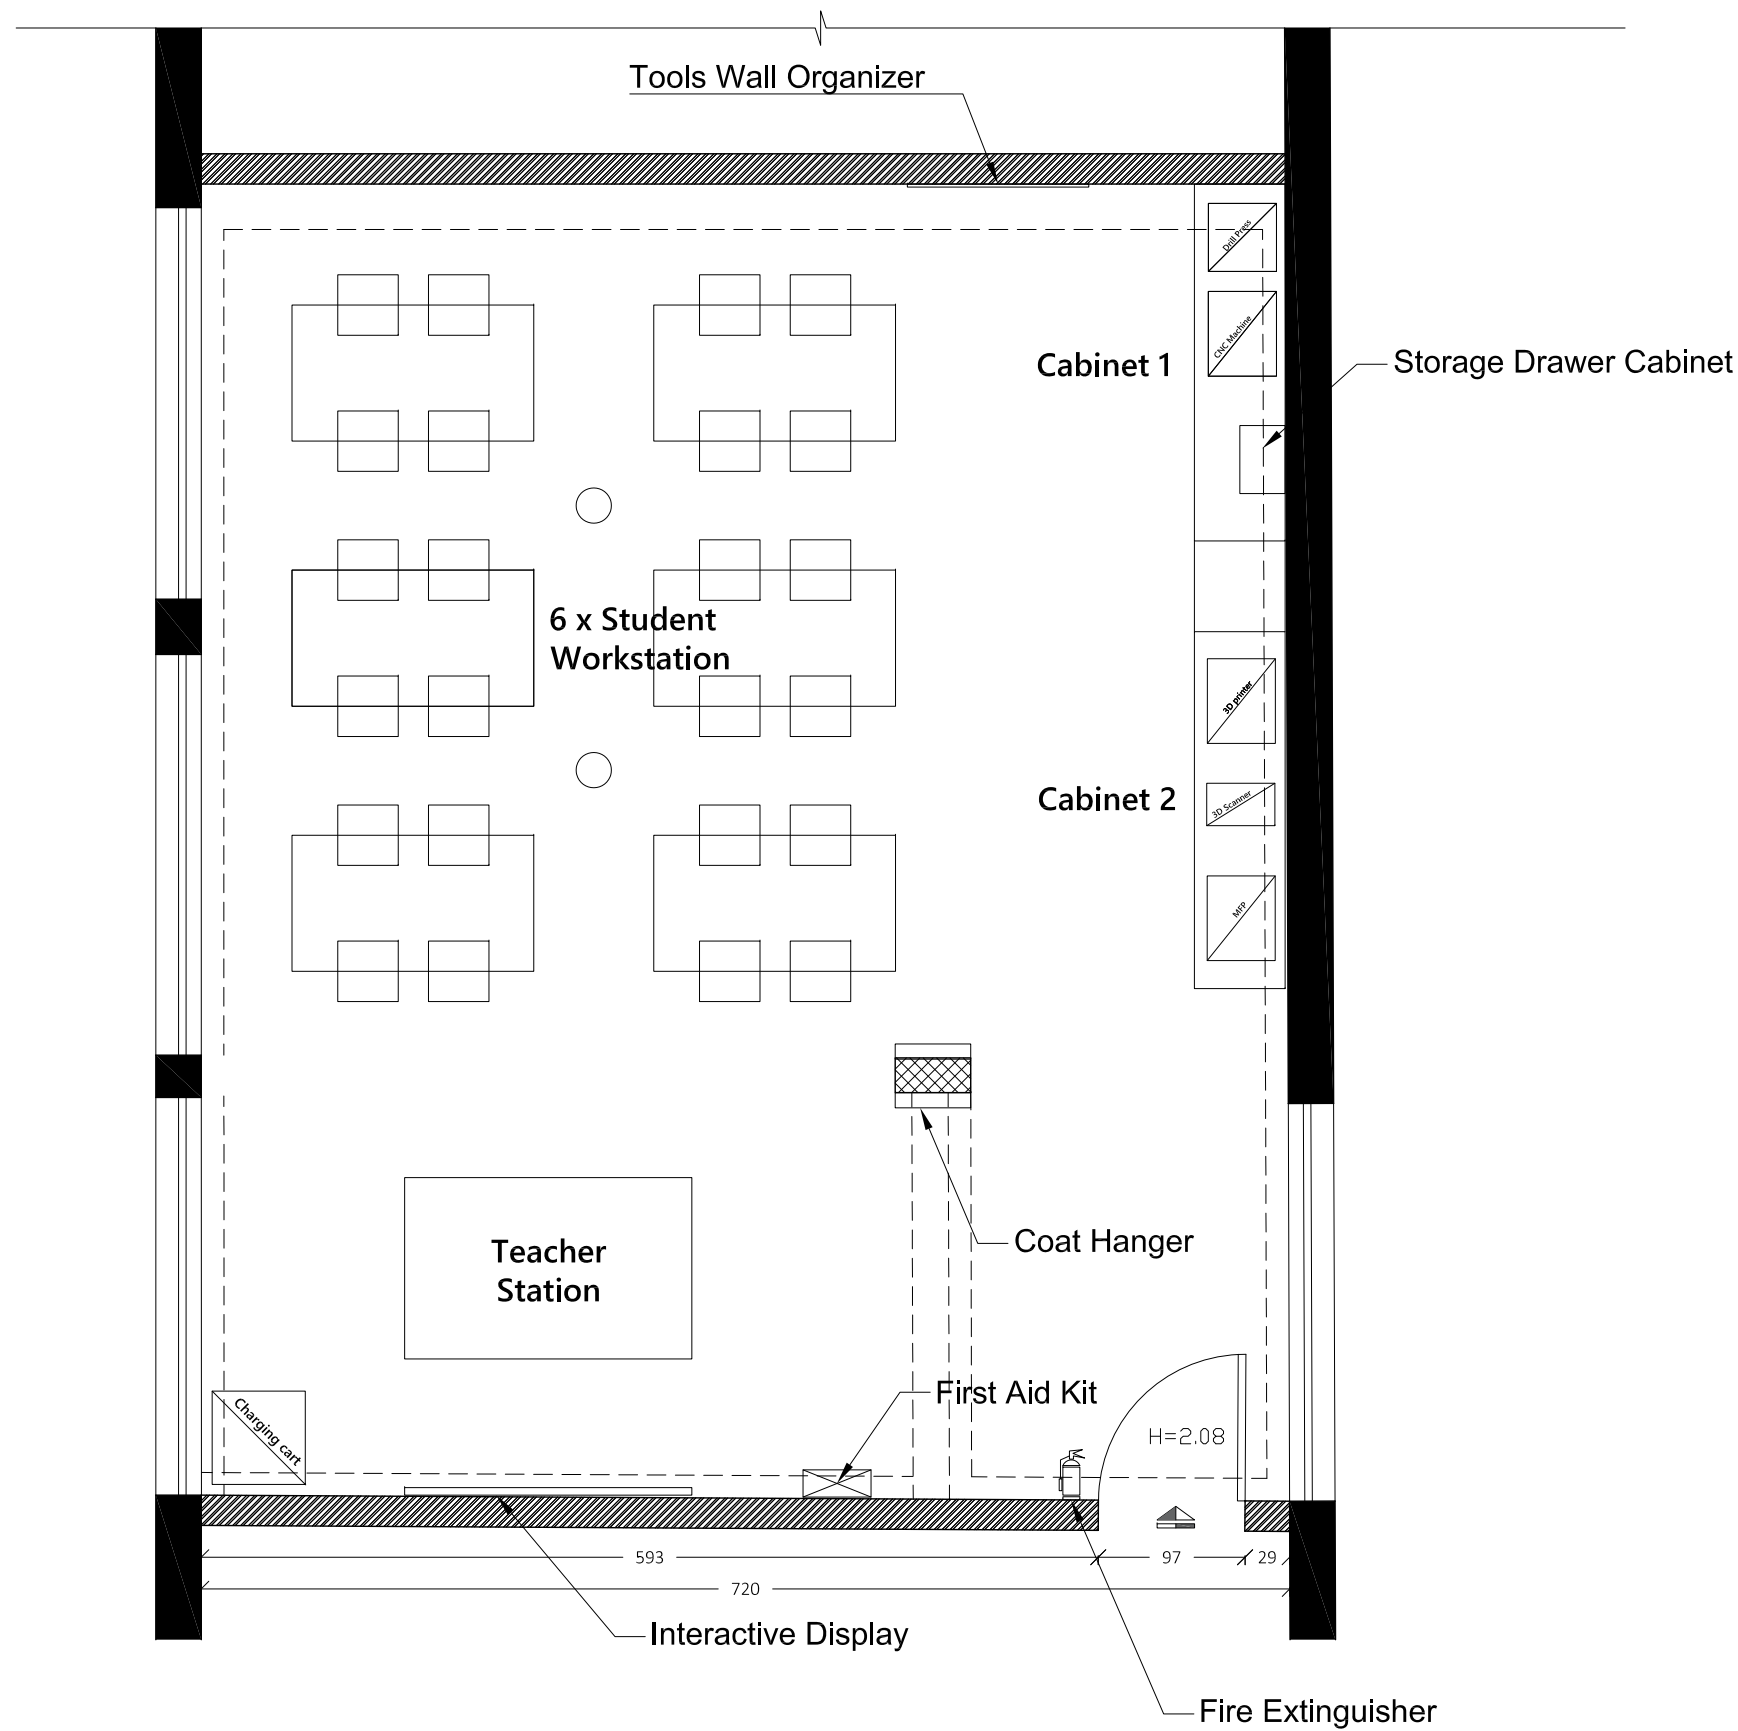 Tools Wall Organizer
Drill Press
CNC Machine
Cabinet 1
Storage Drawer Cabinet
6 x Student
Workstation
3D printer
Cabinet 2
3D Scanner
MFP
Coat Hanger
Teacher
Station
First Aid Kit
Charging cart
H=2.08
593
97
29
720
Interactive Display
Fire Extinguisher